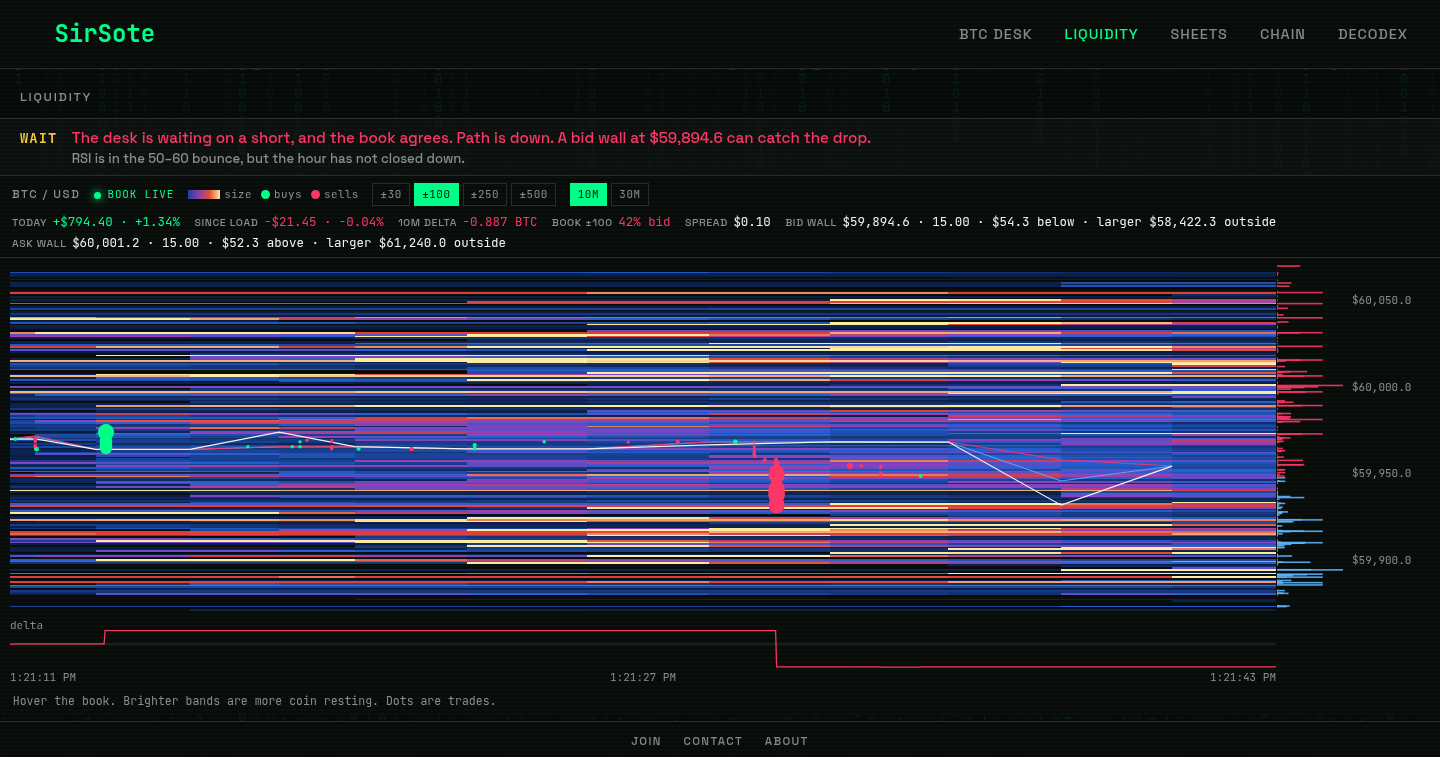 SirSote
BTC DESK LIQUIDITY SHEETS CHAIN DECODEX
LIQUIDITY
WAIT The desk is waiting on a short, and the book agrees. Path is down. A bid wall at $59,894.6 can catch the drop.
RSI is in the 50–60 bounce, but the hour has not closed down.
BTC / USD BOOK LIVE size buys sells ±30 ±100 ±250 ±500 10M 30M
TODAY +$794.40 · +1.34% SINCE LOAD -$21.45 · -0.04% 10M DELTA -0.887 BTC BOOK ±100 42% bid SPREAD $0.10 BID WALL $59,894.6 · 15.00 · $54.3 below · larger $58,422.3 outside
ASK WALL $60,001.2 · 15.00 · $52.3 above · larger $61,240.0 outside
$60,050.0
$60,000.0
$59,950.0
$59,900.0
delta
1:21:11 PM 1:21:27 PM 1:21:43 PM
Hover the book. Brighter bands are more coin resting. Dots are trades.
JOIN CONTACT ABOUT